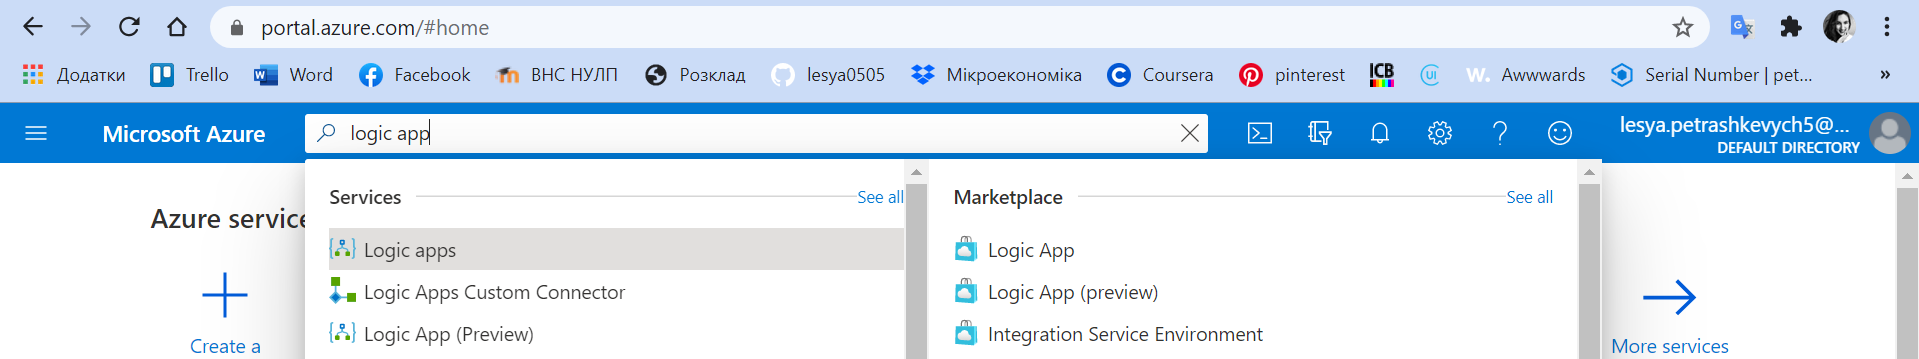 portal.azure.com/#home
Додатки Trello Word Facebook ВНС НУЛП Розклад lesya0505 Мікроекономіка Coursera pinterest ICB UI Awwwards Serial Number | pet... »
Microsoft Azure
logic app
lesya.petrashkevych5@...
DEFAULT DIRECTORY
Azure service
Create a
Services See all
Logic apps
Logic Apps Custom Connector
Logic App (Preview)
Marketplace See all
Logic App
Logic App (preview)
Integration Service Environment
More services